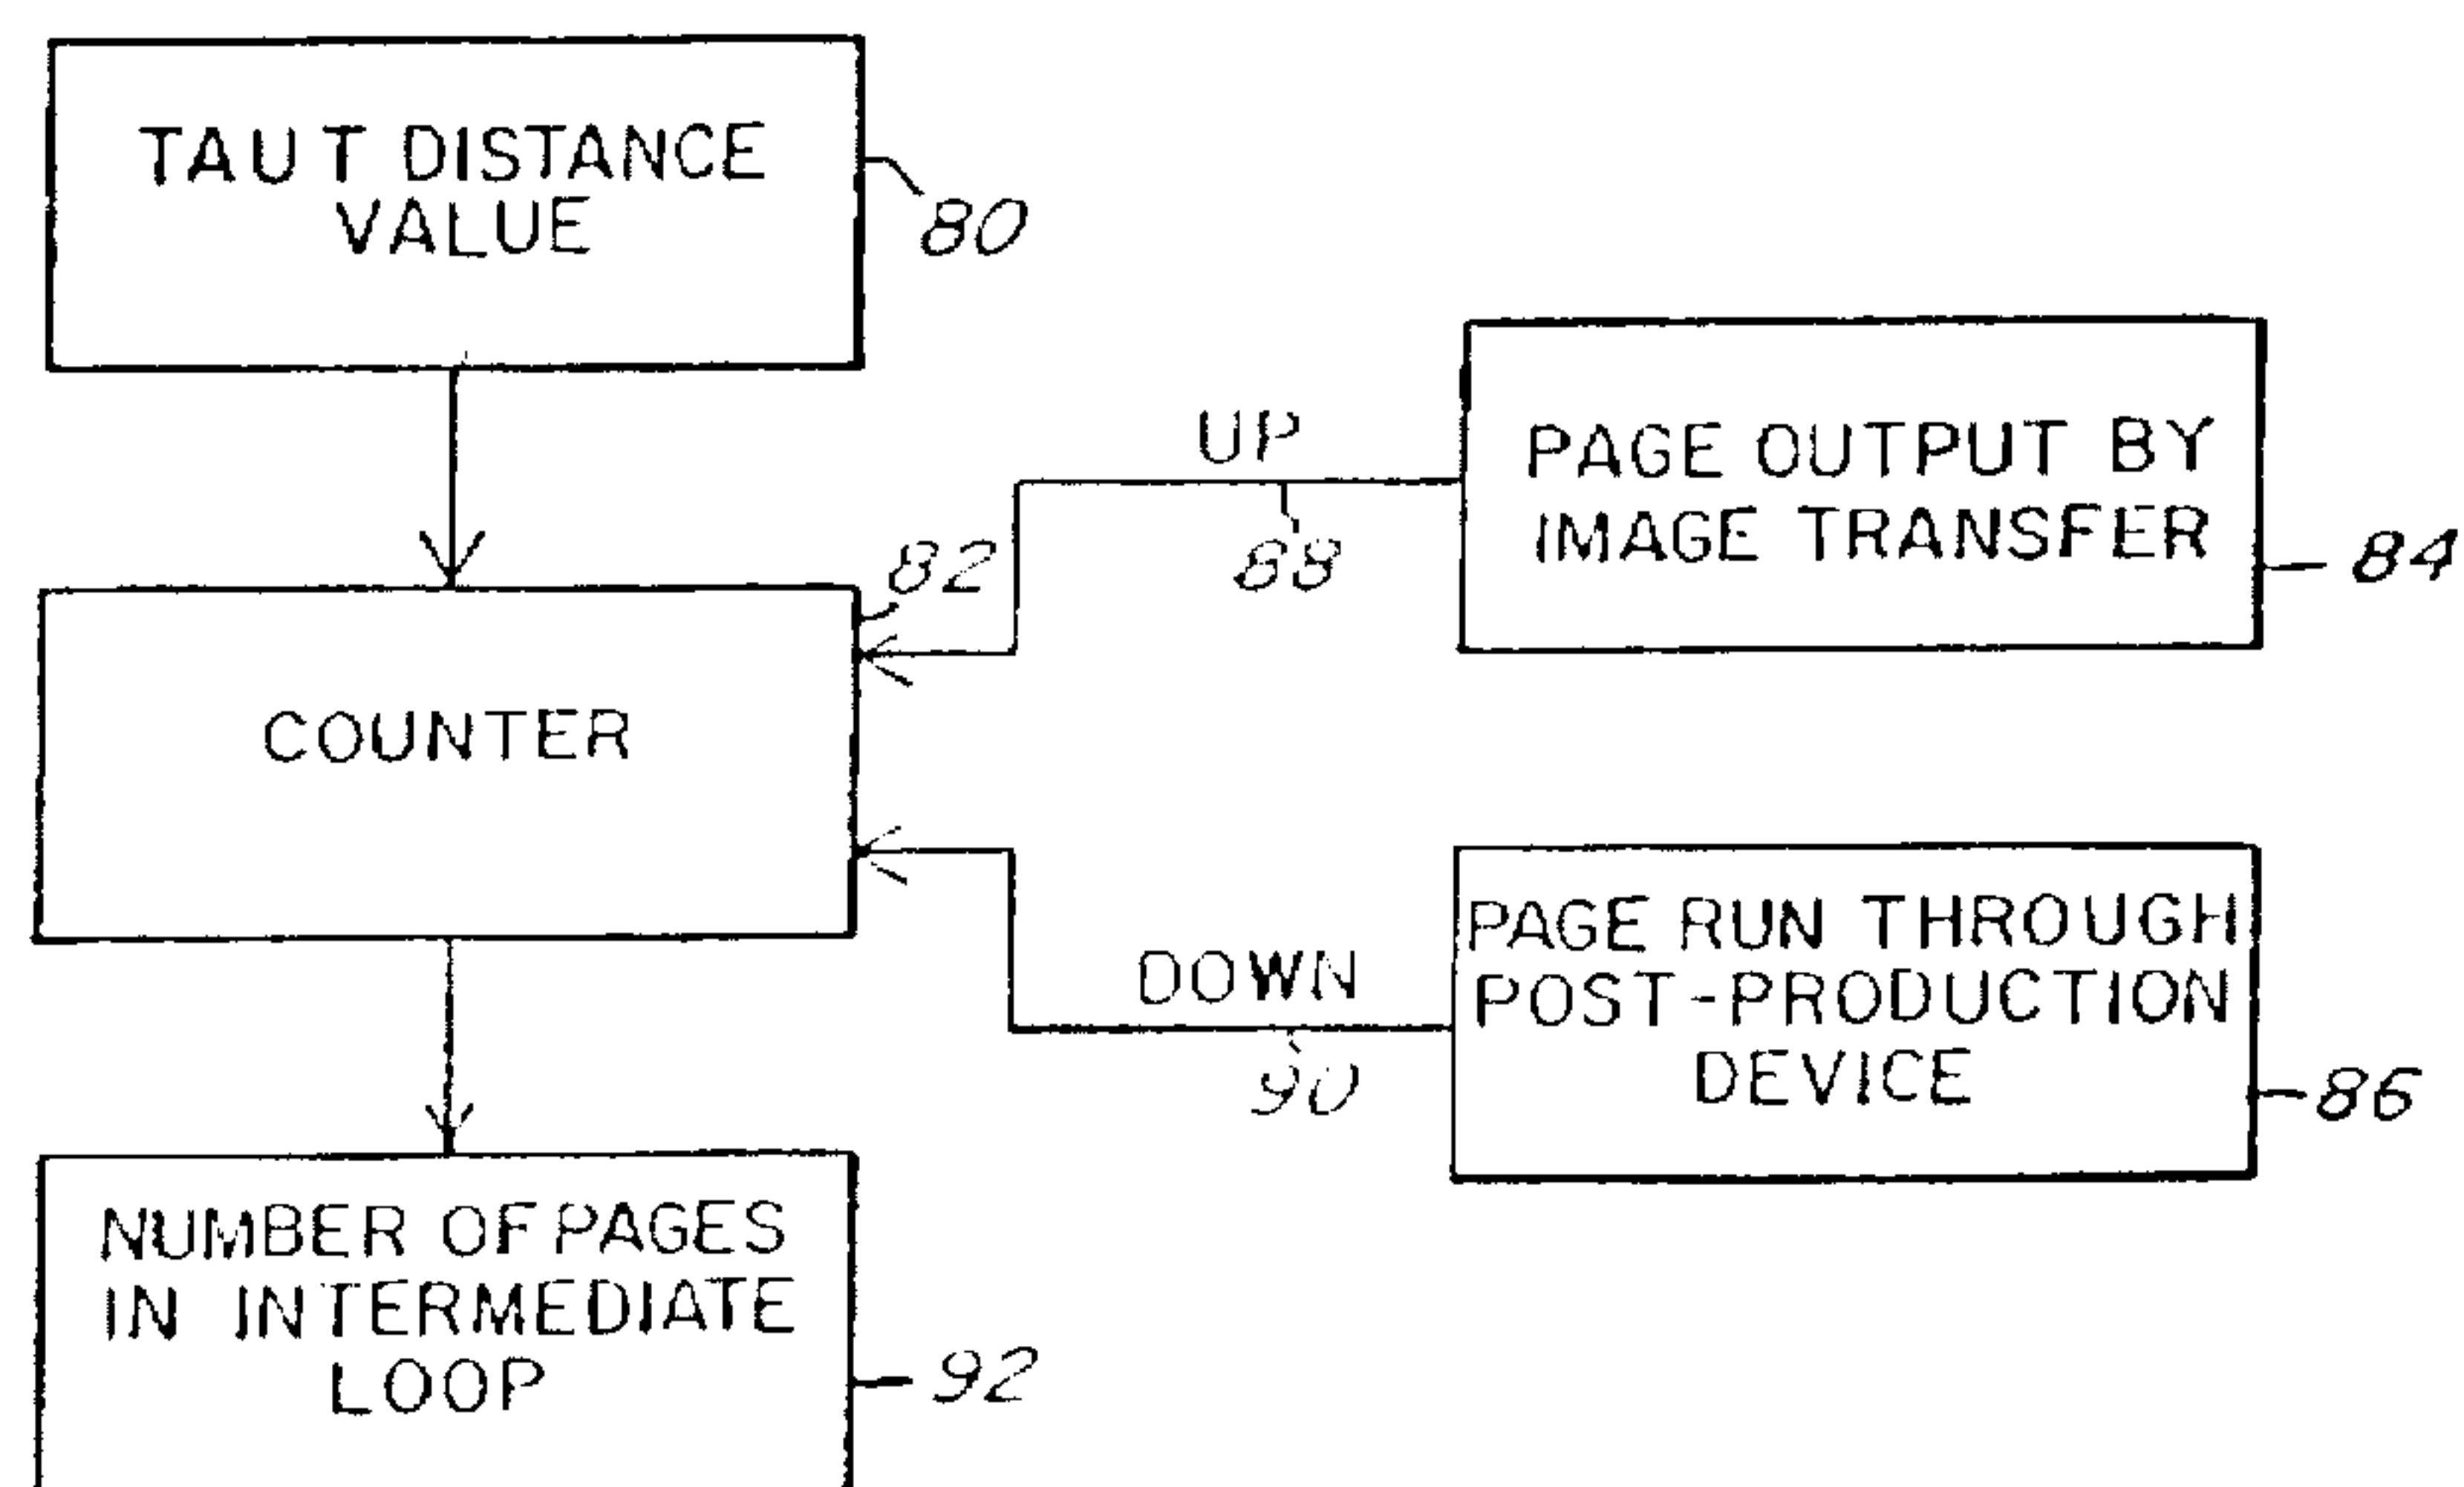 TAUT DISTANCE
VALUE
80
UP
88
PAGE OUTPUT BY
IMAGE TRANSFER
84
82
COUNTER
DOWN
90
PAGE RUN THROUGH
POST-PRODUCTION
DEVICE
86
NUMBER OF PAGES
IN INTERMEDIATE
LOOP
92